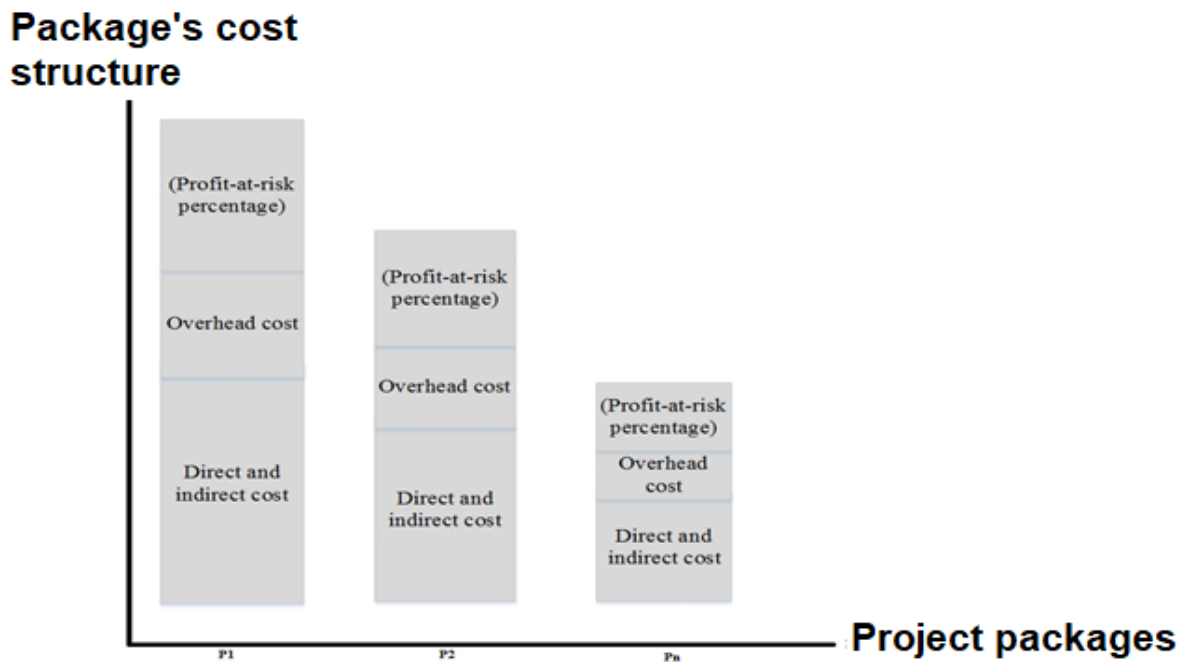 Package's cost
structure
(Profit-at-risk
percentage)
Overhead cost
Direct and
indirect cost
(Profit-at-risk
percentage)
Overhead cost
Direct and
indirect cost
(Profit-at-risk
percentage)
Overhead
cost
Direct and
indirect cost
P1
P2
Pn
Project packages